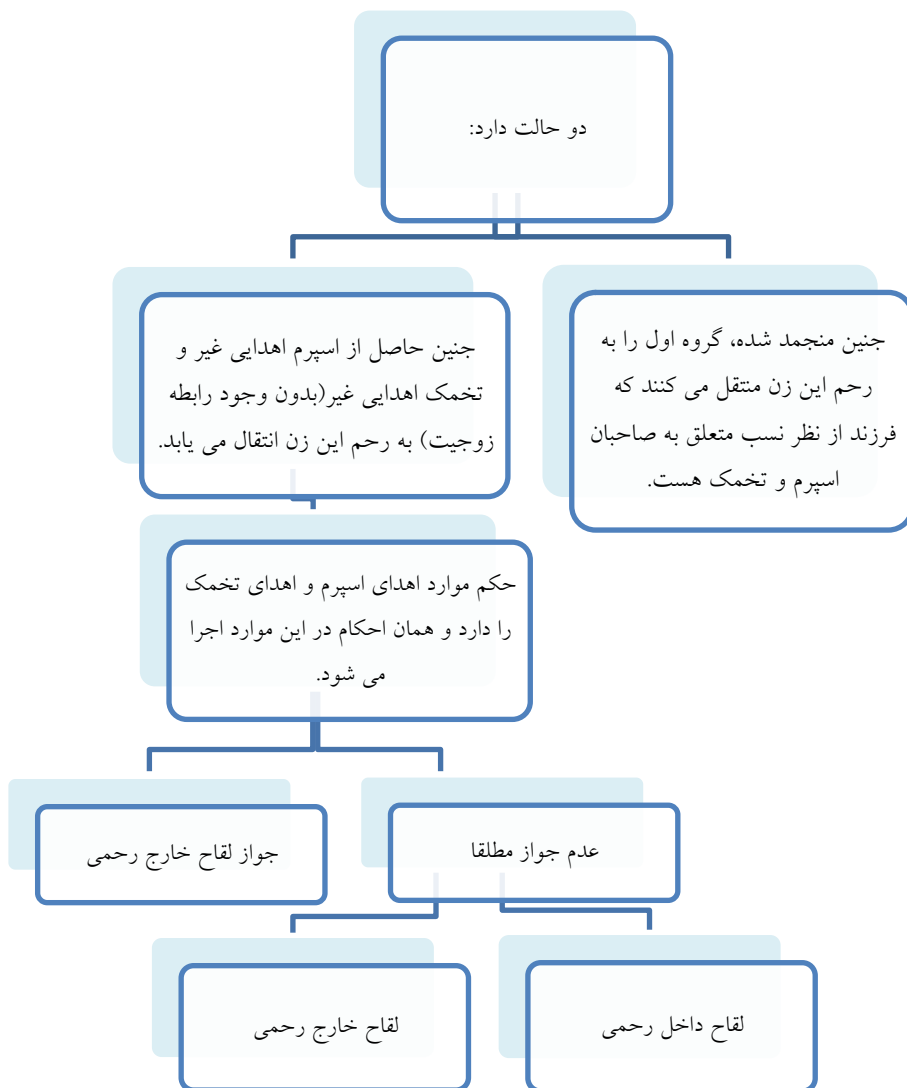 دو حالت دارد:
جنین منجمد شده، گروه اول را به
رحم این زن منتقل می کنند که
فرزند از نظر نسب متعلق به صاحبان
اسپرم و تخمک هست.
جنین حاصل از اسپرم اهدایی غیر و
تخمک اهدایی غیر(بدون وجود رابطه
زوجیت) به رحم این زن انتقال می یابد.
حکم موارد اهدای اسپرم و اهدای تخمک
را دارد و همان احکام در این موارد اجرا
می شود.
عدم جواز مطلقا
جواز لقاح خارج رحمی
لقاح داخل رحمی
لقاح خارج رحمی